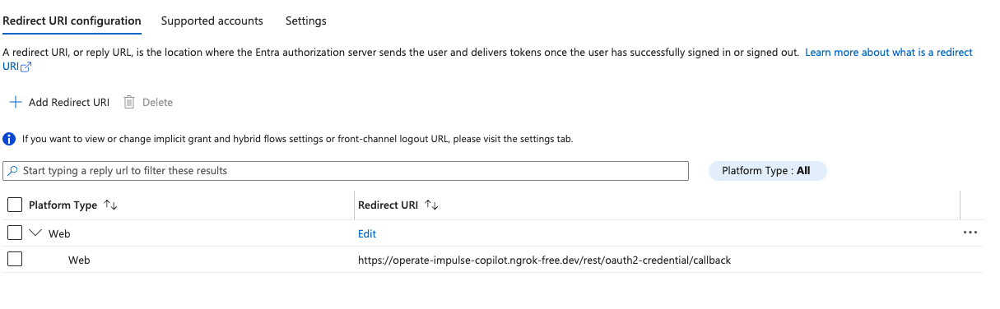 Redirect URI configuration Supported accounts Settings
A redirect URI, or reply URL, is the location where the Entra authorization server sends the user and delivers tokens once the user has successfully signed in or signed out. Learn more about what is a redirect
URI
Add Redirect URI Delete
If you want to view or change implicit grant and hybrid flows settings or front-channel logout URL, please visit the settings tab.
Start typing a reply url to filter these results Platform Type : All
Platform Type Redirect URI
Web Edit
Web https://operate-impulse-copilot.ngrok-free.dev/rest/oauth2-credential/callback